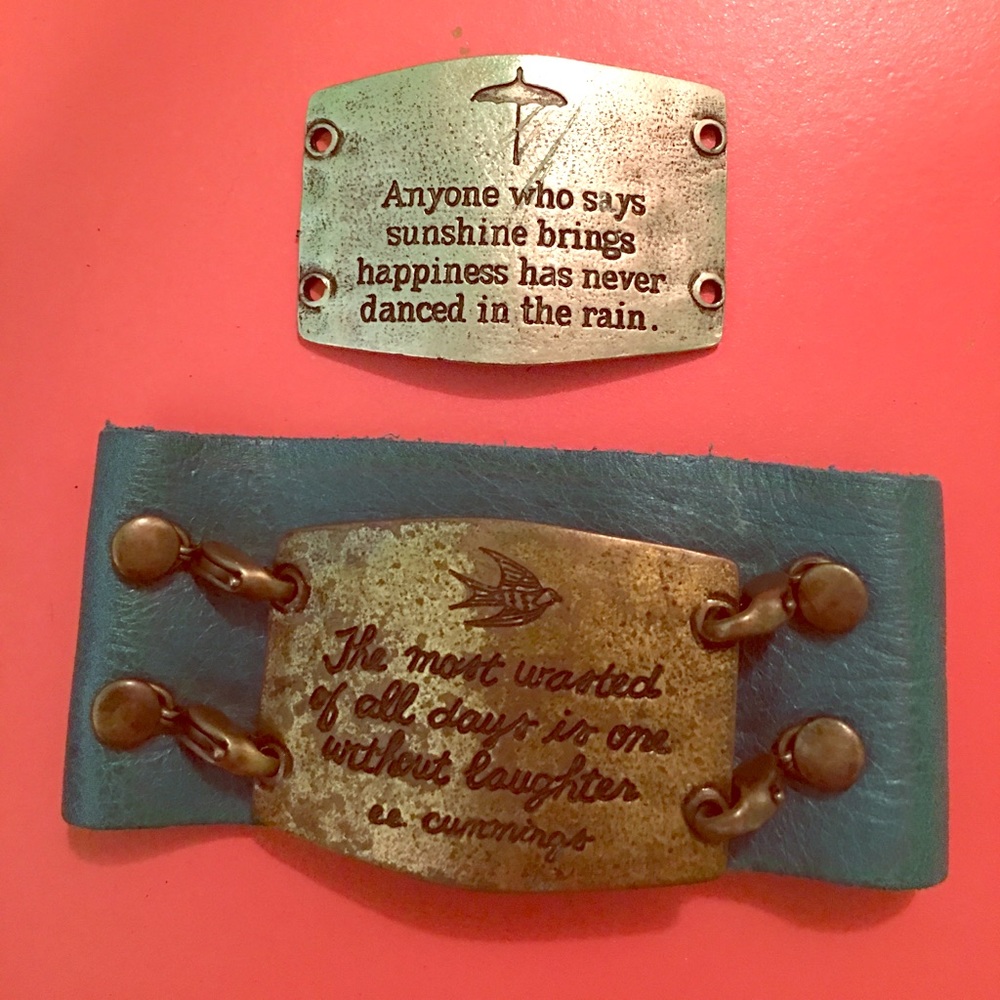 Anyone who says
sunshine brings
happiness has never
danced in the rain.
The most wasted
of all days is one
without laughter
ee cummings